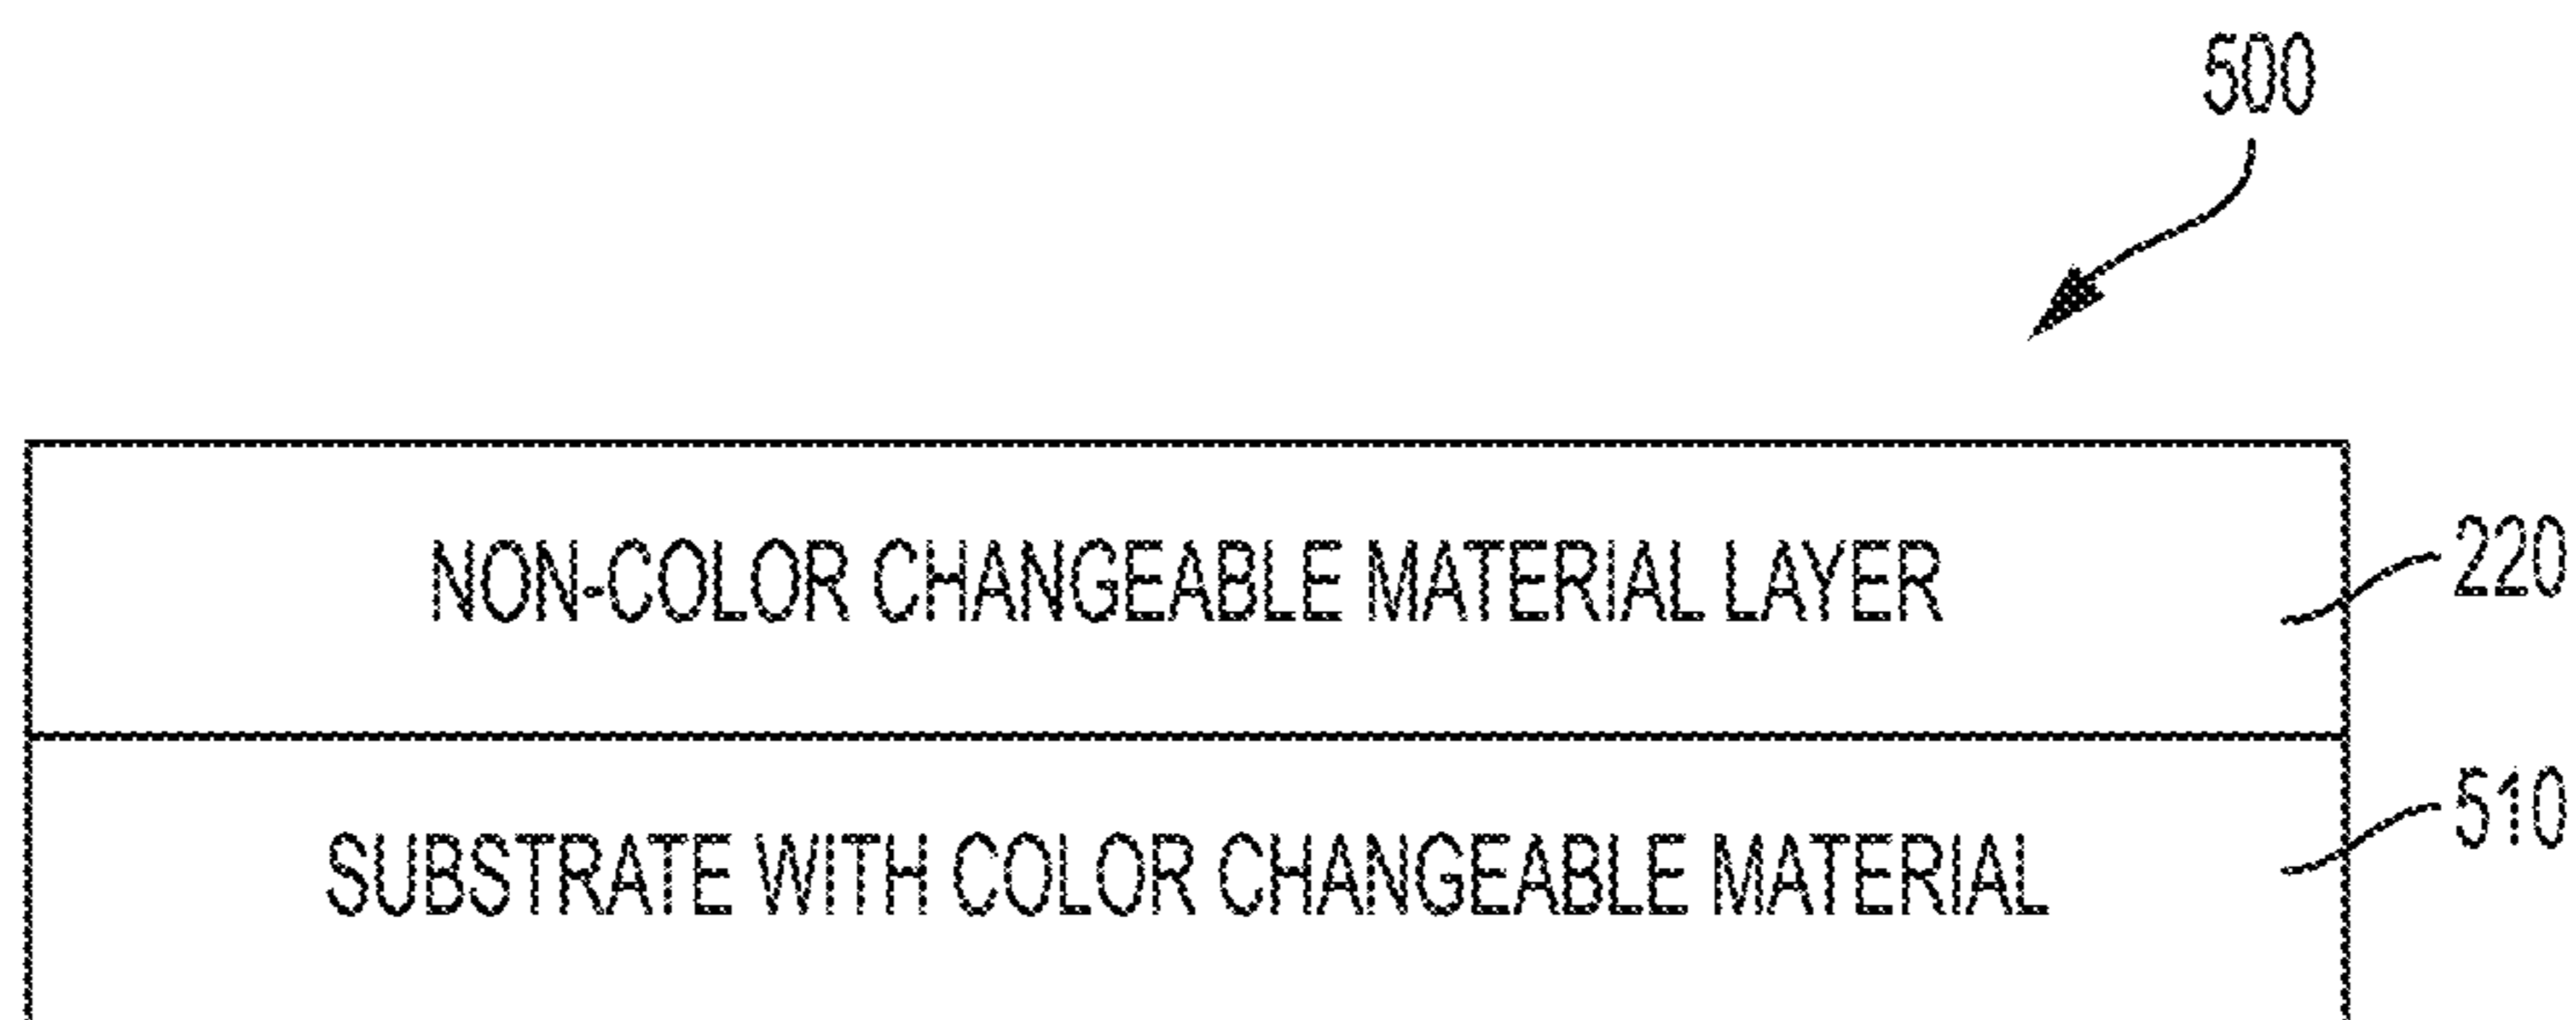 500
NON-COLOR CHANGEABLE MATERIAL LAYER
220
SUBSTRATE WITH COLOR CHANGEABLE MATERIAL
510